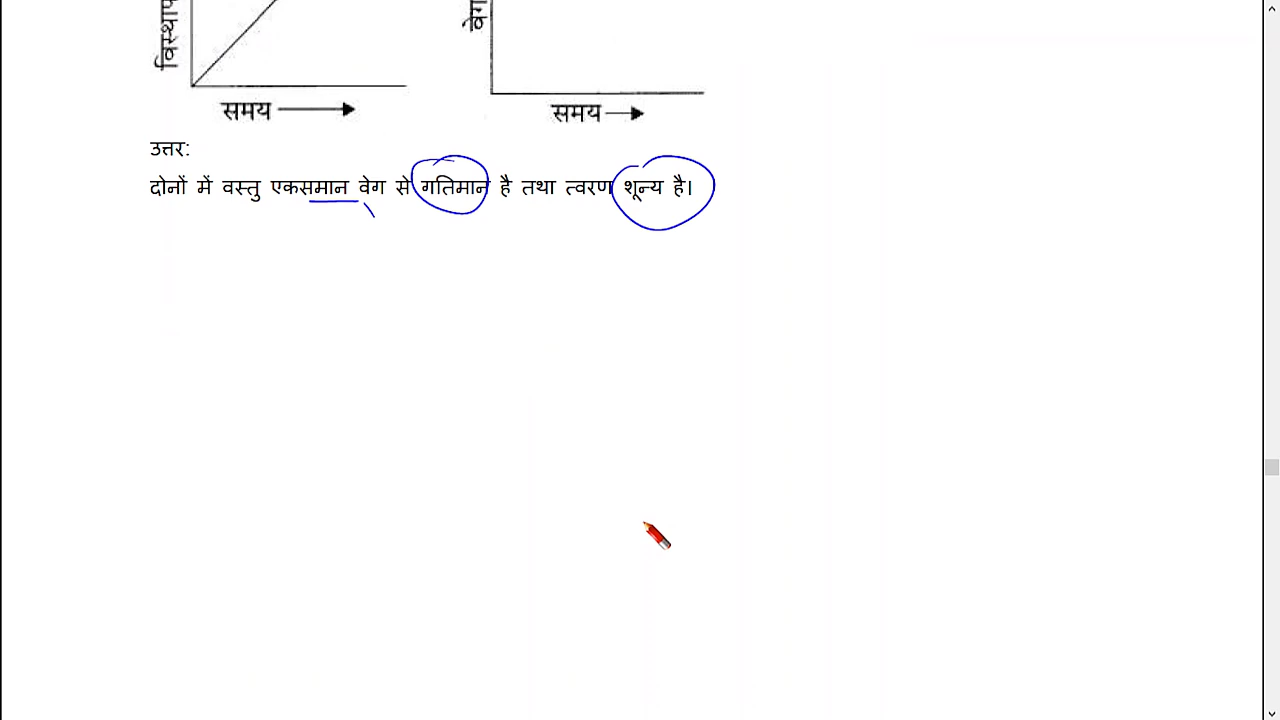 वेग
समय
समय
उत्तर:
दोनों में वस्तु एकसमान वेग से गतिमान है तथा त्वरण शून्य है।